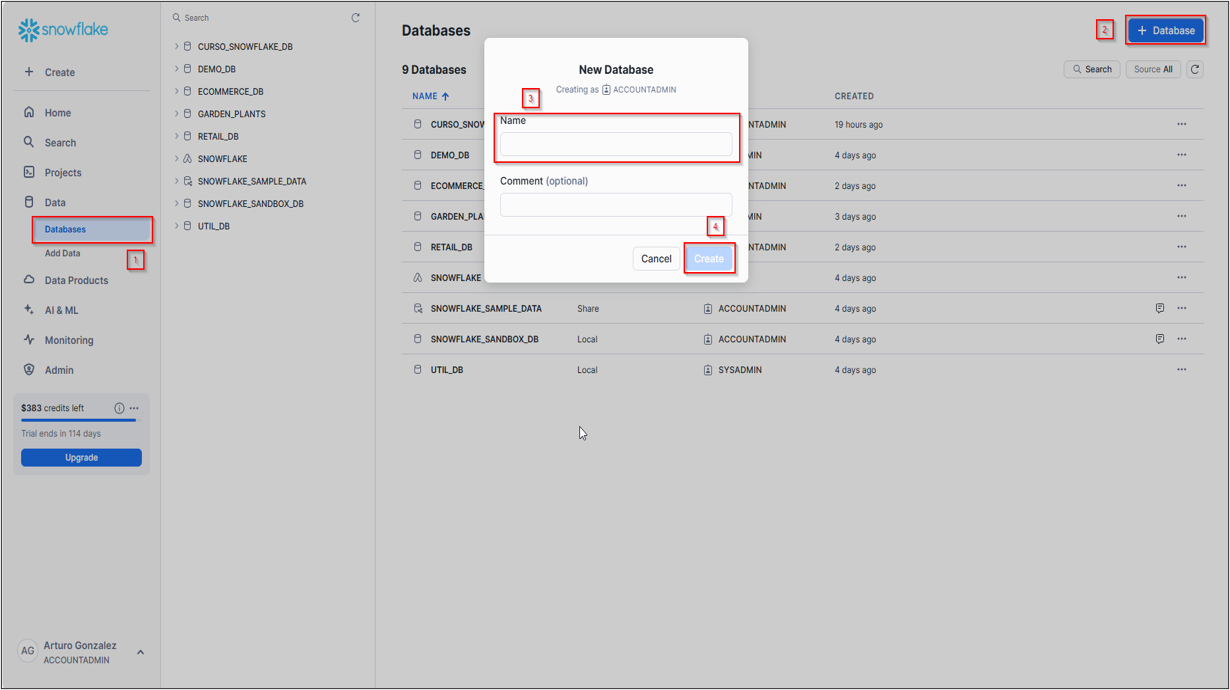 snowflake
Create
Home
Search
Projects
Data
Databases
Add Data
1
Data Products
AI & ML
Monitoring
Admin
$383 credits left
Trial ends in 114 days
Upgrade
AG
Arturo Gonzalez
ACCOUNTADMIN
Search
CURSO_SNOWFLAKE_DB
DEMO_DB
ECOMMERCE_DB
GARDEN_PLANTS
RETAIL_DB
SNOWFLAKE
SNOWFLAKE_SAMPLE_DATA
SNOWFLAKE_SANDBOX_DB
UTIL_DB
Databases
2
+ Database
9 Databases
Search
Source All
NAME ↑ CREATED
CURSO_SNOW UNTADMIN 19 hours ago
DEMO_DB MIN 4 days ago
ECOMMERCE_ UNTADMIN 2 days ago
GARDEN_PLA MIN 3 days ago
RETAIL_DB MIN 2 days ago
SNOWFLAKE 4 days ago
SNOWFLAKE_SAMPLE_DATA Share ACCOUNTADMIN 4 days ago
SNOWFLAKE_SANDBOX_DB Local ACCOUNTADMIN 4 days ago
UTIL_DB Local SYSADMIN 4 days ago
New Database
Creating as ACCOUNTADMIN
3
Name
Comment (optional)
4
Cancel
Create